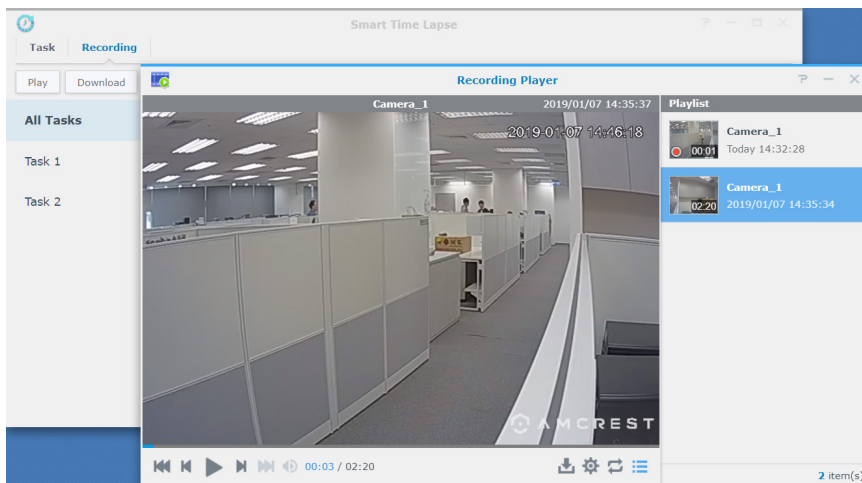 Smart Time Lapse
Task Recording
Play Download
Recording Player
All Tasks
Task 1
Task 2
Camera_1 2019/01/07 14:35:37
2019-01-07 14:46:18
AMCREST
00:03 / 02:20
Playlist
00:01
Camera_1
Today 14:32:28
02:20
Camera_1
2019/01/07 14:35:34
2 item(s)